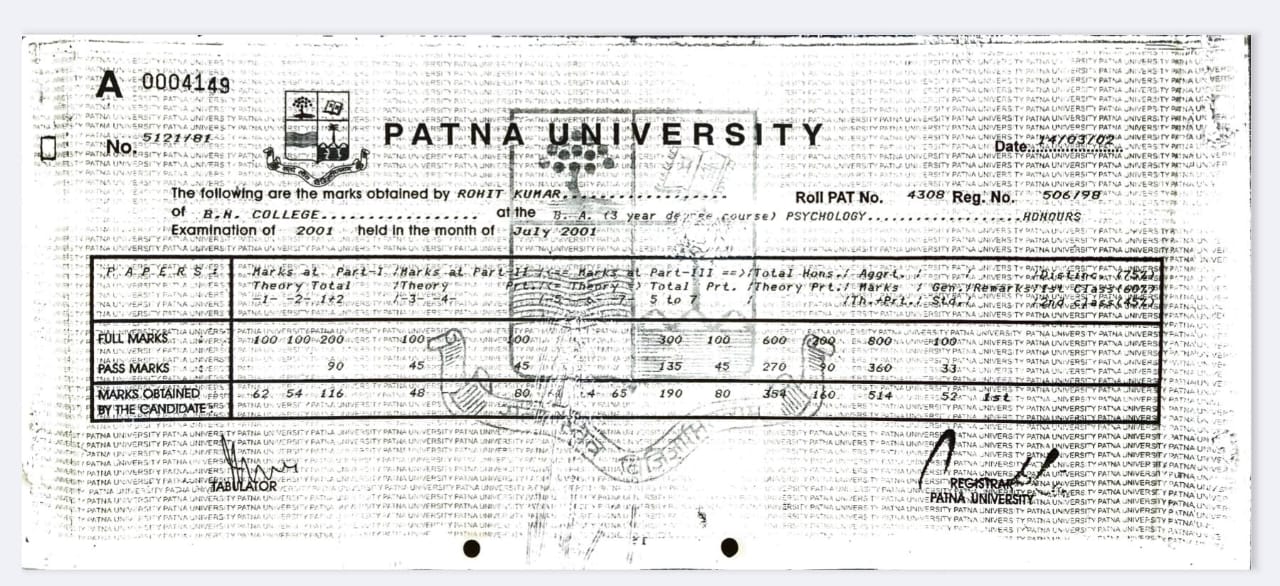 A 0004149
PATNA UNIVERSITY
No. 5121/81
Date
The following are the marks obtained by ROHIT KUMAR Roll PAT No. 4308 Reg. No. 506/98
of B.N. COLLEGE at the B.A. (3 year degree course) PSYCHOLOGY HONOURS
Examination of 2001 held in the month of July 2001
PAPERS : Marks at Part-I /Marks at Part-II /<== Marks at Part-III ==>/Total Hons./ Aggrt. / / Distinc. (75%)
Theory Total /Theory Prt./<= Theory => Total Prt. /Theory Prt./ Marks / Gen./Remarks/1st Class(60%)
-1- -2- 1+2 /-3- -4- 5 to 7 / /Th.+Prt./ Std./
FULL MARKS : 100 100 200 100 100 300 100 600 200 800 100
PASS MARKS : 90 45 45 135 45 270 90 360 33
MARKS OBTAINED 62 54 116 48 80 65 190 80 354 160 514 52 1st
BY THE CANDIDATE
TABULATOR
REGISTRAR
PATNA UNIVERSITY